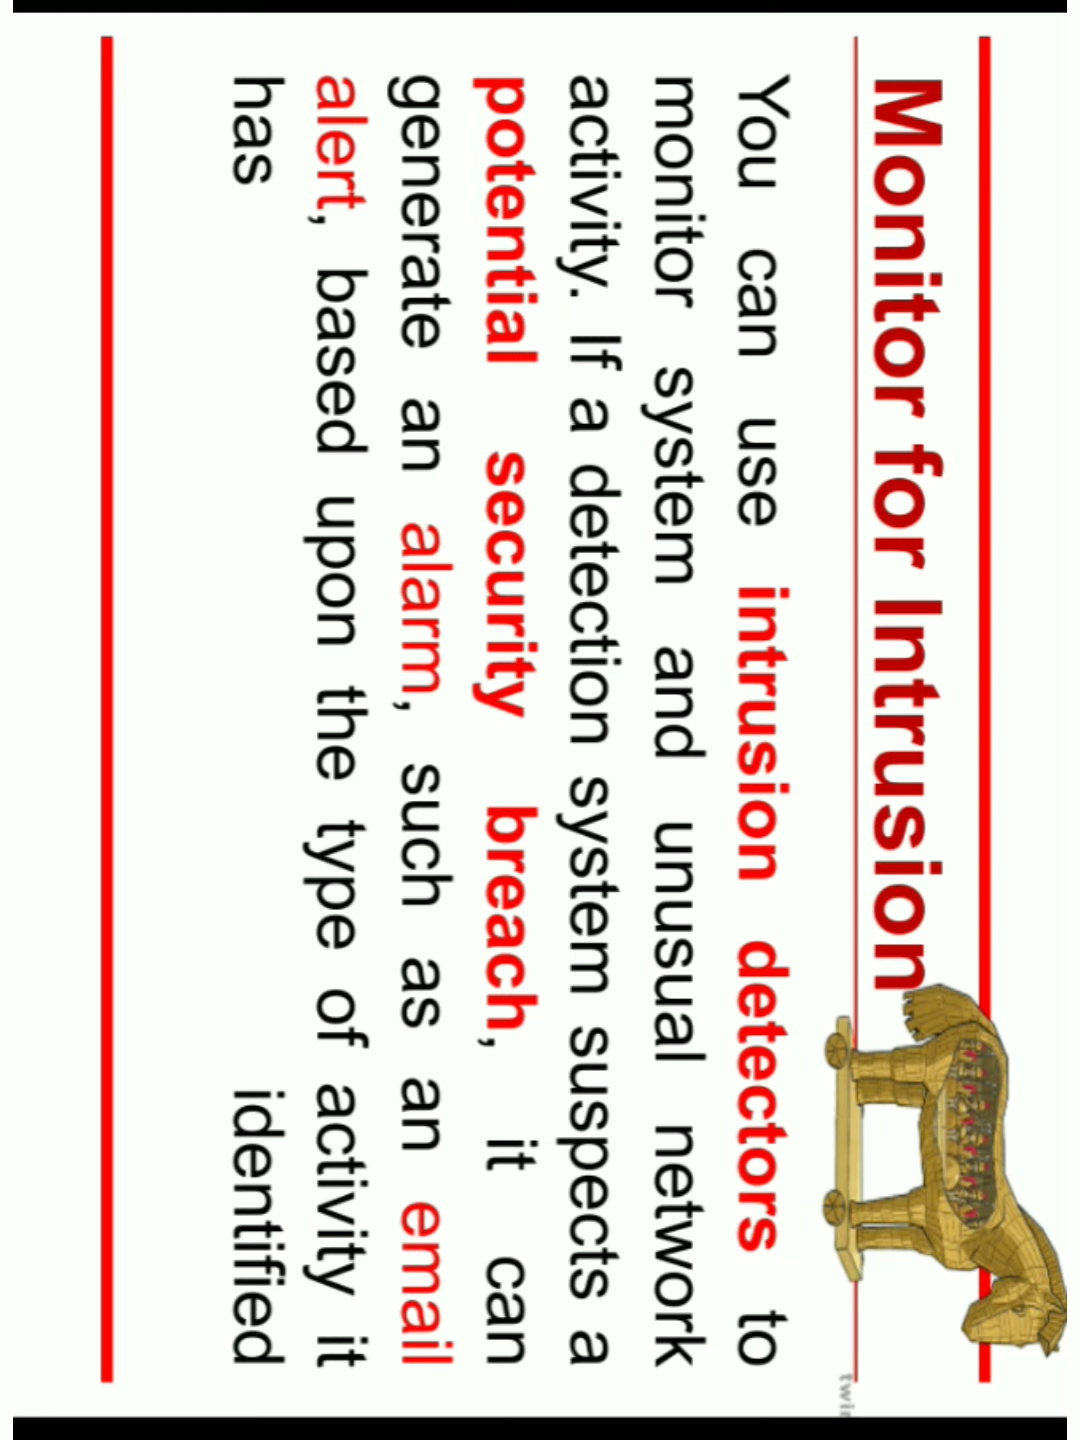 Monitor for Intrusion
You can use intrusion detectors to
monitor system and unusual network
activity. If a detection system suspects a
potential security breach, it can
generate an alarm, such as an email
alert, based upon the type of activity it
has identified